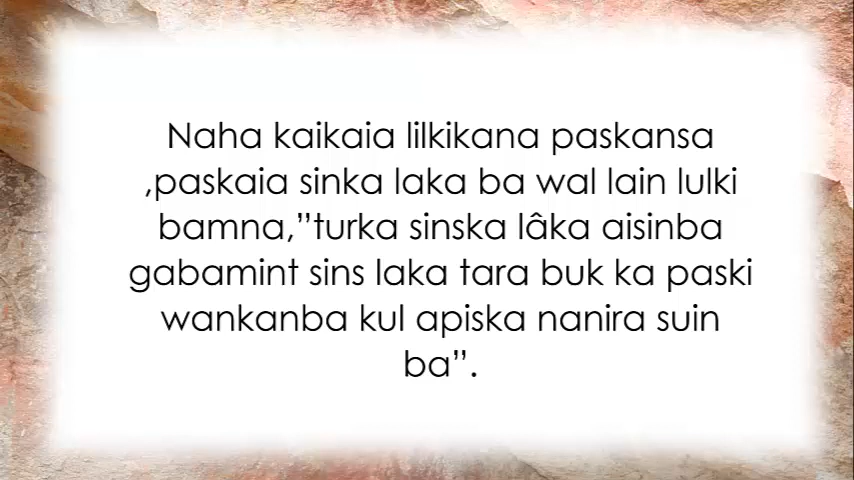 Naha kaikaia lilkikana paskansa
,paskaia sinka laka ba wal lain lulki
bamna,”turka sinska lâka aisinba
gabamint sins laka tara buk ka paski
wankanba kul apiska nanira suin
ba”.